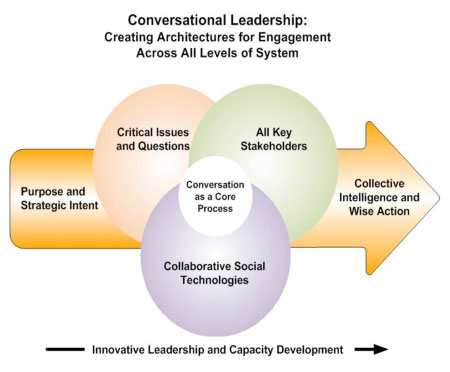 Conversational Leadership:
Creating Architectures for Engagement
Across All Levels of System
Critical Issues
and Questions
All Key
Stakeholders
Purpose and
Strategic Intent
Conversation
as a Core
Process
Collective
Intelligence and
Wise Action
Collaborative Social
Technologies
Innovative Leadership and Capacity Development